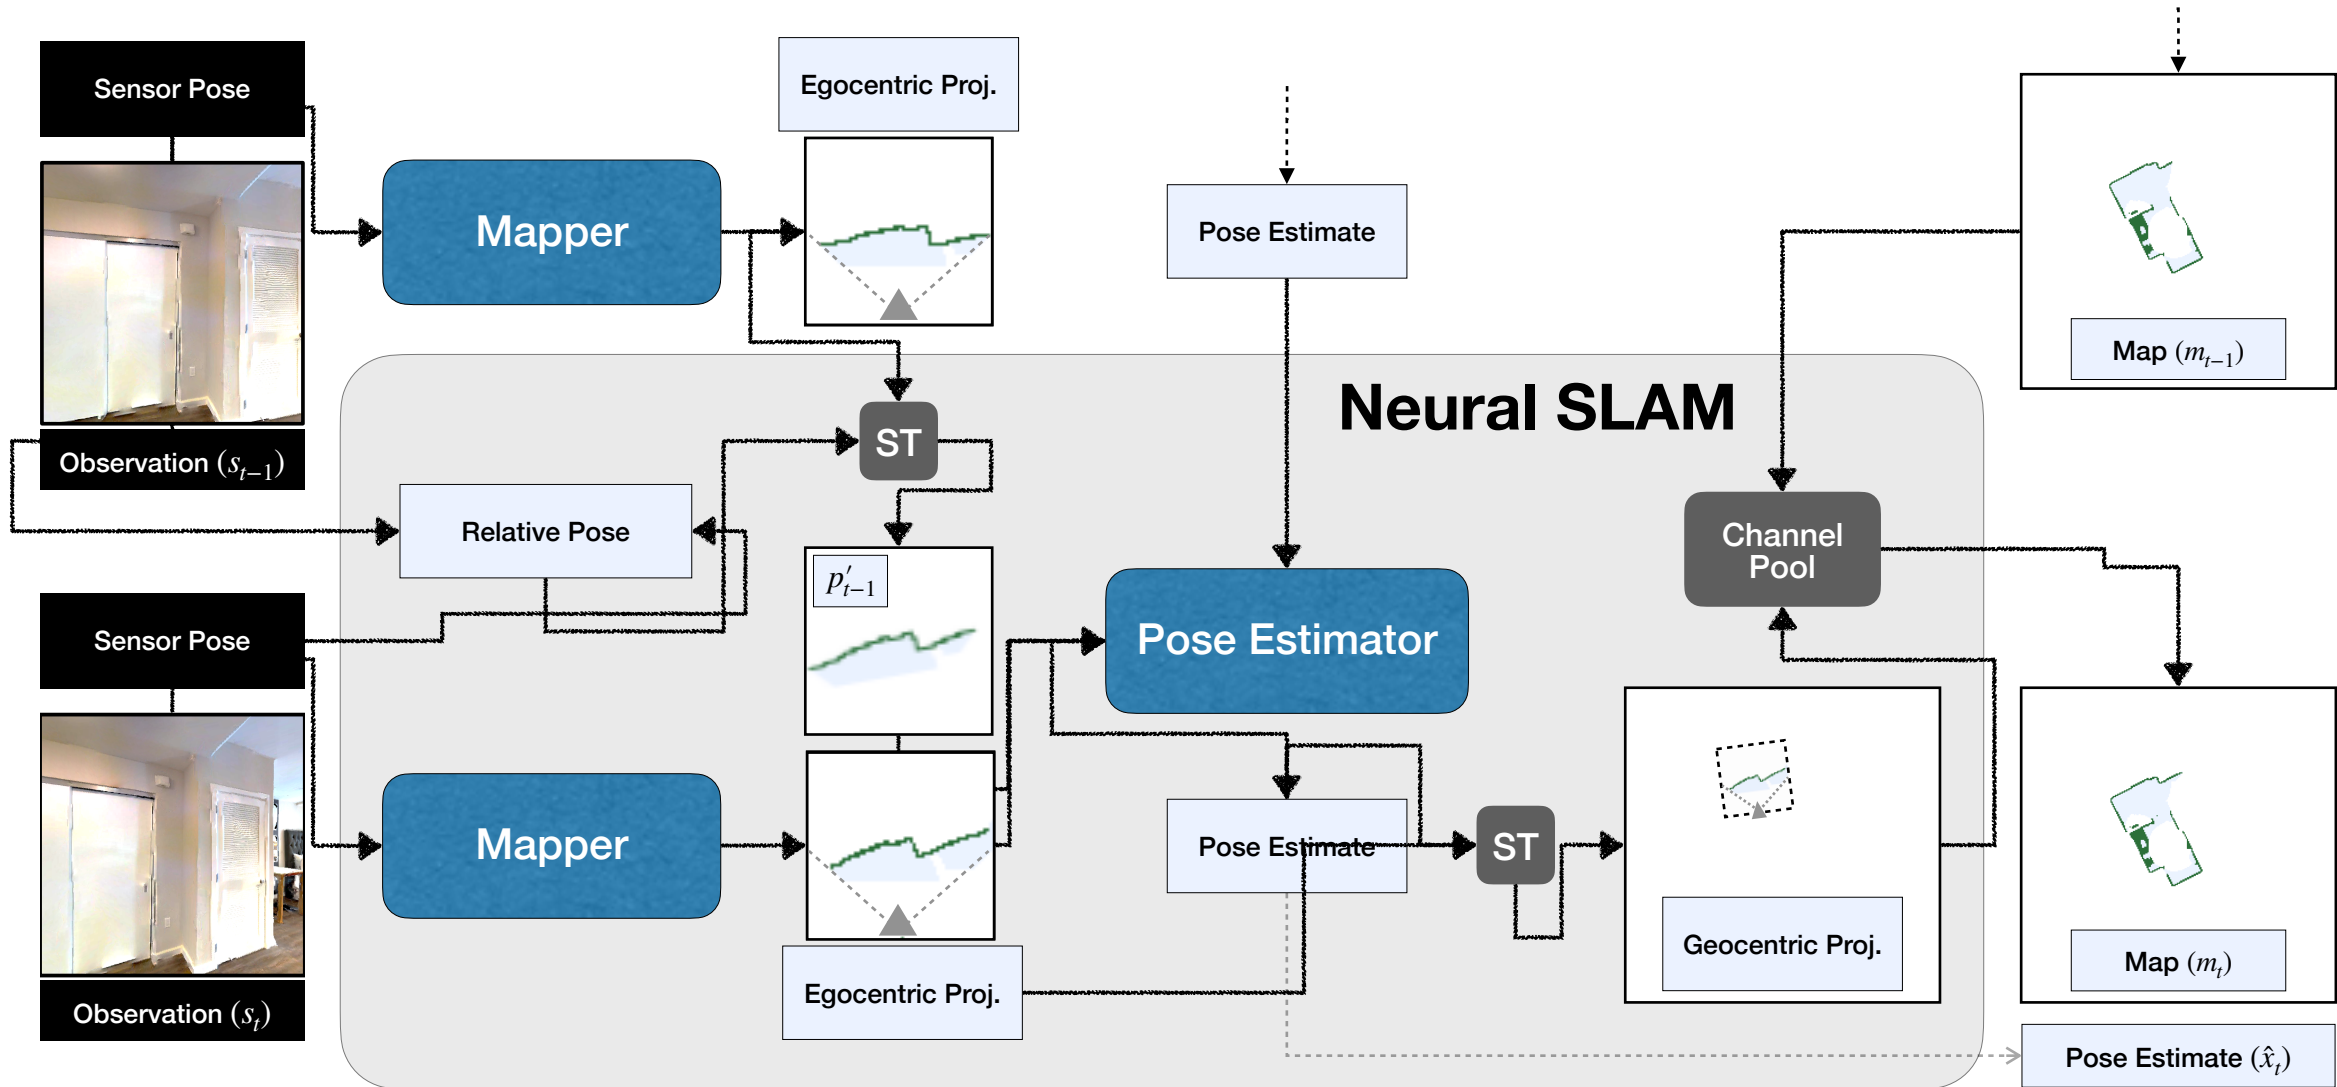 Sensor Pose
Egocentric Proj.
Mapper
Pose Estimate
Map (m_{t−1})
Neural SLAM
ST
Observation (s_{t−1})
Relative Pose
Channel
Pool
p′_{t−1}
Sensor Pose
Pose Estimator
Mapper
Pose Estimate
ST
Geocentric Proj.
Map (m_t)
Egocentric Proj.
Observation (s_t)
Pose Estimate (x̂_t)